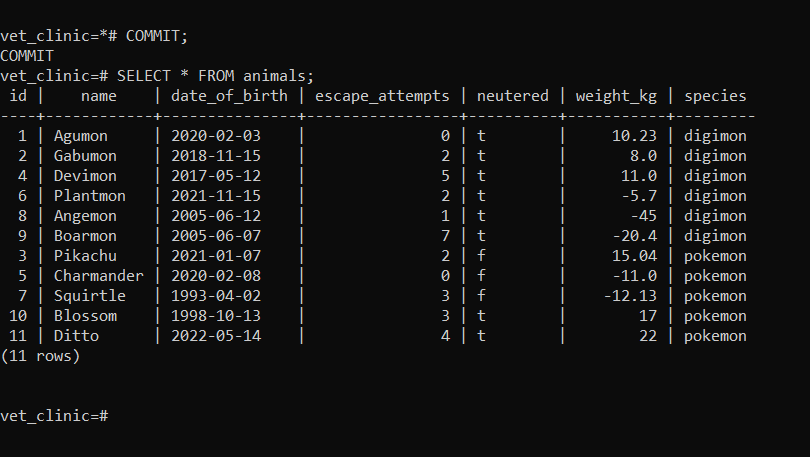 vet_clinic=*# COMMIT;
COMMIT
vet_clinic=# SELECT * FROM animals;
 id |    name    | date_of_birth | escape_attempts | neutered | weight_kg | species
----+------------+---------------+-----------------+----------+-----------+---------
  1 | Agumon     | 2020-02-03    |               0 | t        |     10.23 | digimon
  2 | Gabumon    | 2018-11-15    |               2 | t        |       8.0 | digimon
  4 | Devimon    | 2017-05-12    |               5 | t        |      11.0 | digimon
  6 | Plantmon   | 2021-11-15    |               2 | t        |      -5.7 | digimon
  8 | Angemon    | 2005-06-12    |               1 | t        |       -45 | digimon
  9 | Boarmon    | 2005-06-07    |               7 | t        |     -20.4 | digimon
  3 | Pikachu    | 2021-01-07    |               2 | f        |     15.04 | pokemon
  5 | Charmander | 2020-02-08    |               0 | f        |     -11.0 | pokemon
  7 | Squirtle   | 1993-04-02    |               3 | f        |    -12.13 | pokemon
 10 | Blossom    | 1998-10-13    |               3 | t        |        17 | pokemon
 11 | Ditto      | 2022-05-14    |               4 | t        |        22 | pokemon
(11 rows)
vet_clinic=#